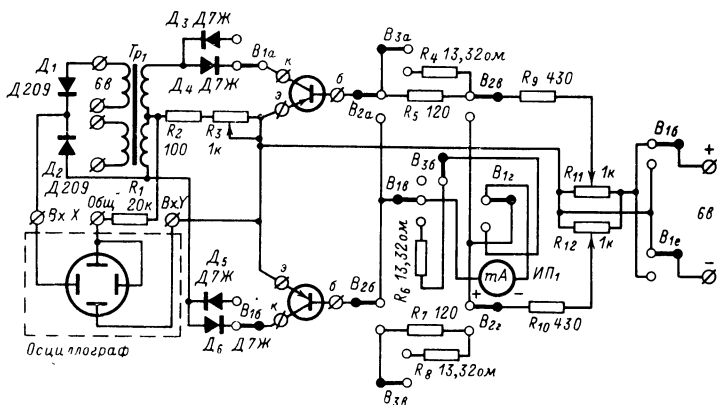 Д3 Д7Ж
В1а
к
Д4 Д7Ж
Тр1
Д1
Д209
6в
Д2
Д209
э
б
В3а
R4 13,32ом
В2а
R5 120
В2в
R9 430
R2
100
R3
1к
R1
20к
Общ
Вх X
ВхY
Осциллограф
Д5
Д7Ж
В1б
Д6 Д7Ж
э
к
б
В2б
В1в
В3б
R6 13,32ом
В1г
mA
ИП1
+
-
В2г
R10 430
R7 120
R8 13,32ом
В3в
R11
1к
R12
1к
В1б
+
6в
В1е
-